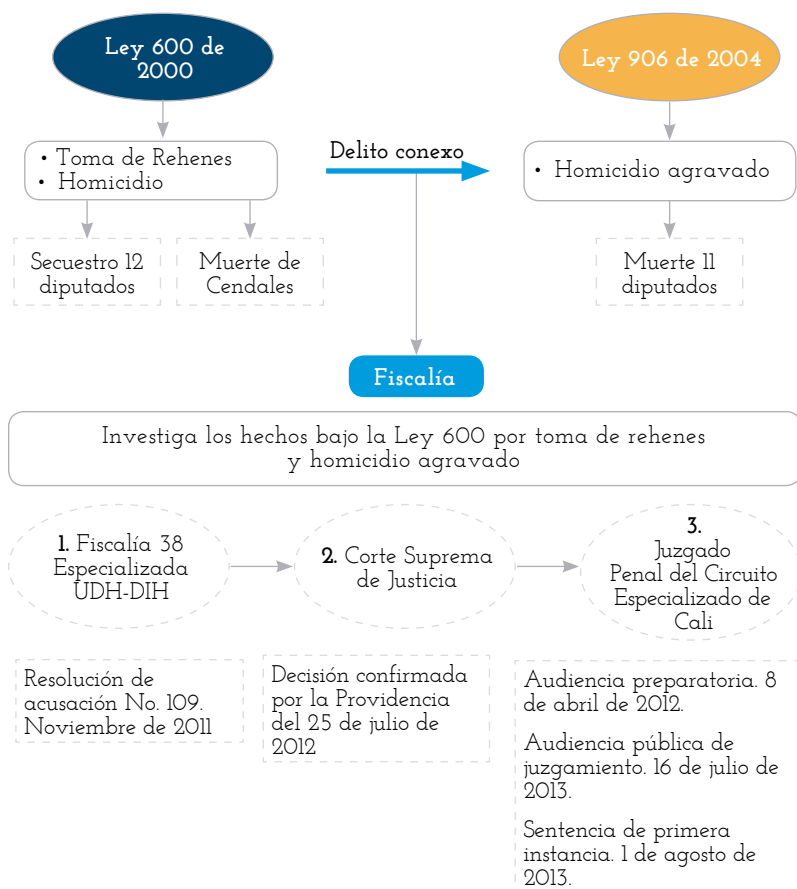 Ley 600 de
2000
Ley 906 de 2004
• Toma de Rehenes
• Homicidio
Delito conexo
• Homicidio agravado
Secuestro 12
diputados
Muerte de
Cendales
Muerte 11
diputados
Fiscalía
Investiga los hechos bajo la Ley 600 por toma de rehenes
y homicidio agravado
1. Fiscalía 38
Especializada
UDH-DIH
2. Corte Suprema
de Justicia
3.
Juzgado
Penal del Circuito
Especializado de
Cali
Resolución de
acusación No. 109.
Noviembre de 2011
Decisión confirmada
por la Providencia
del 25 de julio de
2012
Audiencia preparatoria. 8
de abril de 2012.
Audiencia pública de
juzgamiento. 16 de julio de
2013.
Sentencia de primera
instancia. 1 de agosto de
2013.